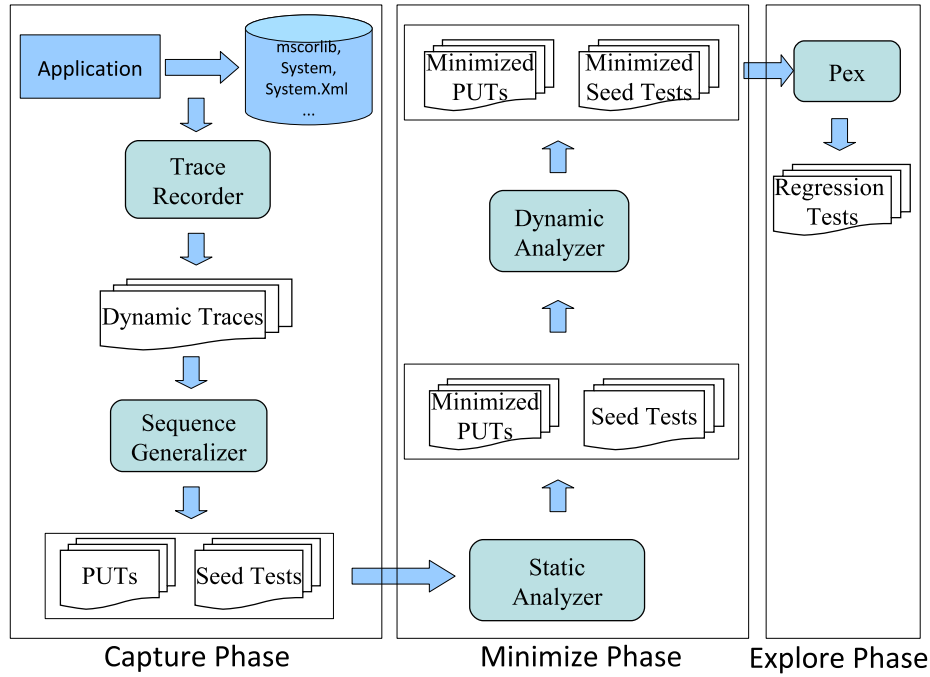 Application
mscorlib,
System,
System.Xml
...
Trace
Recorder
Dynamic Traces
Sequence
Generalizer
PUTs
Seed Tests
Capture Phase
Minimized
PUTs
Minimized
Seed Tests
Dynamic
Analyzer
Minimized
PUTs
Seed Tests
Static
Analyzer
Minimize Phase
Pex
Regression
Tests
Explore Phase